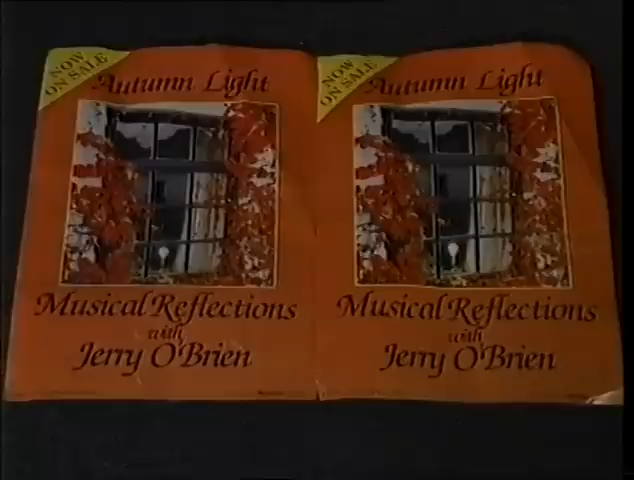 NOW
ON SALE
Autumn Light
Musical Reflections
with
Jerry O'Brien
NOW
ON SALE
Autumn Light
Musical Reflections
with
Jerry O'Brien